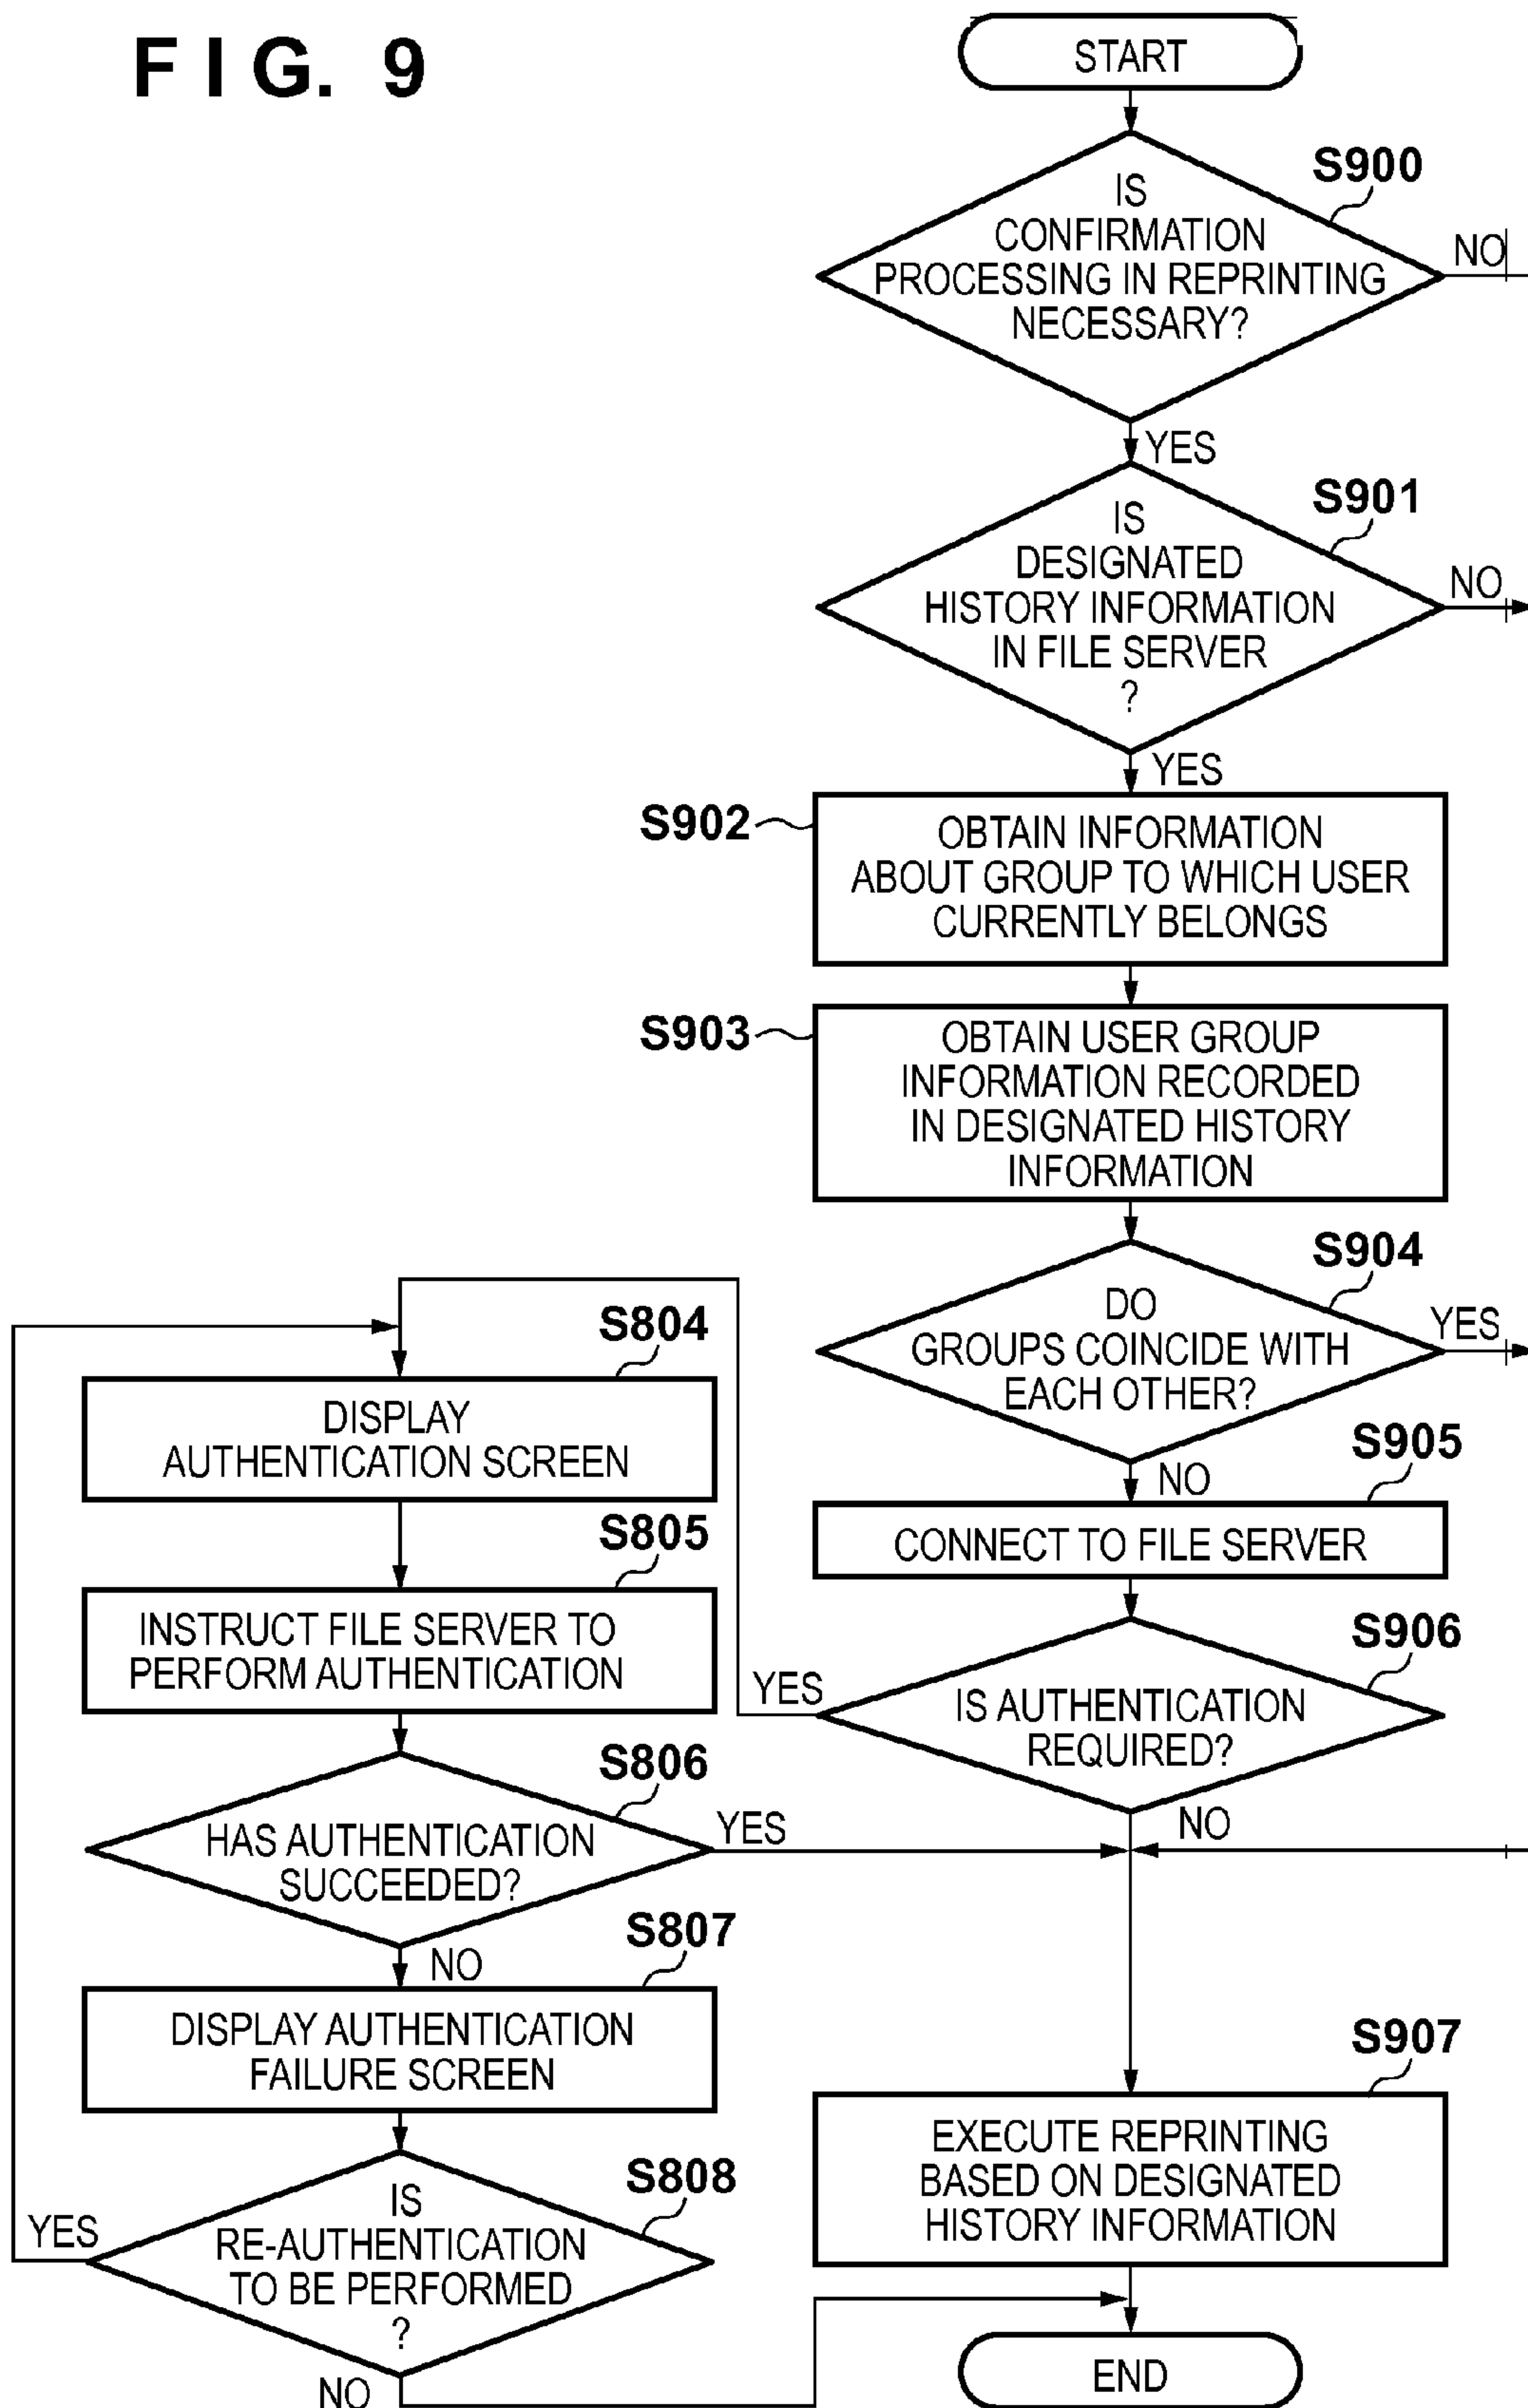 FIG. 9
START
S900
IS
CONFIRMATION
PROCESSING IN REPRINTING
NECESSARY?
NO
YES
S901
IS
DESIGNATED
HISTORY INFORMATION
IN FILE SERVER
?
NO
YES
S902
OBTAIN INFORMATION
ABOUT GROUP TO WHICH USER
CURRENTLY BELONGS
S903
OBTAIN USER GROUP
INFORMATION RECORDED
IN DESIGNATED HISTORY
INFORMATION
S904
DO
GROUPS COINCIDE WITH
EACH OTHER?
YES
NO
S905
CONNECT TO FILE SERVER
S906
IS AUTHENTICATION
REQUIRED?
YES
NO
S804
DISPLAY
AUTHENTICATION SCREEN
S805
INSTRUCT FILE SERVER TO
PERFORM AUTHENTICATION
S806
HAS AUTHENTICATION
SUCCEEDED?
YES
NO
S807
DISPLAY AUTHENTICATION
FAILURE SCREEN
S808
IS
RE-AUTHENTICATION
TO BE PERFORMED
?
YES
NO
S907
EXECUTE REPRINTING
BASED ON DESIGNATED
HISTORY INFORMATION
END